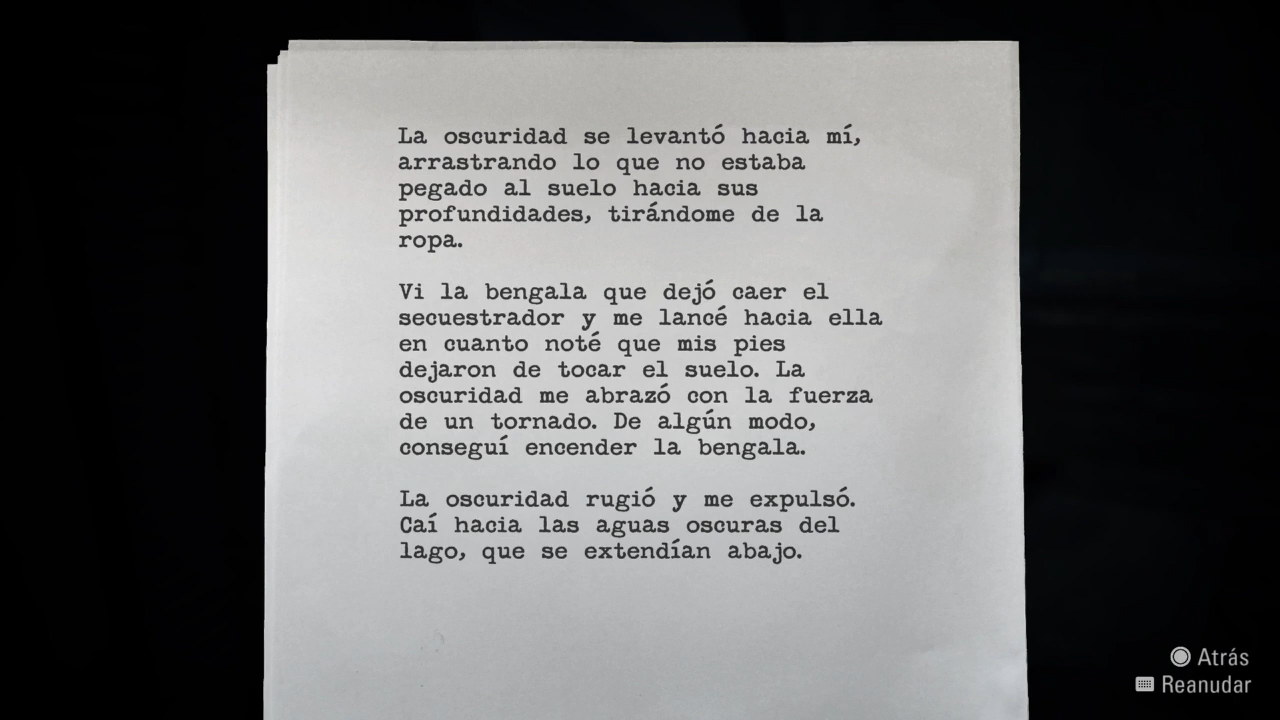 La oscuridad se levantó hacia mí,
arrastrando lo que no estaba
pegado al suelo hacia sus
profundidades, tirándome de la
ropa.
Vi la bengala que dejó caer el
secuestrador y me lancé hacia ella
en cuanto noté que mis pies
dejaron de tocar el suelo. La
oscuridad me abrazó con la fuerza
de un tornado. De algún modo,
conseguí encender la bengala.
La oscuridad rugió y me expulsó.
Caí hacia las aguas oscuras del
lago, que se extendían abajo.
Atrás
Reanudar